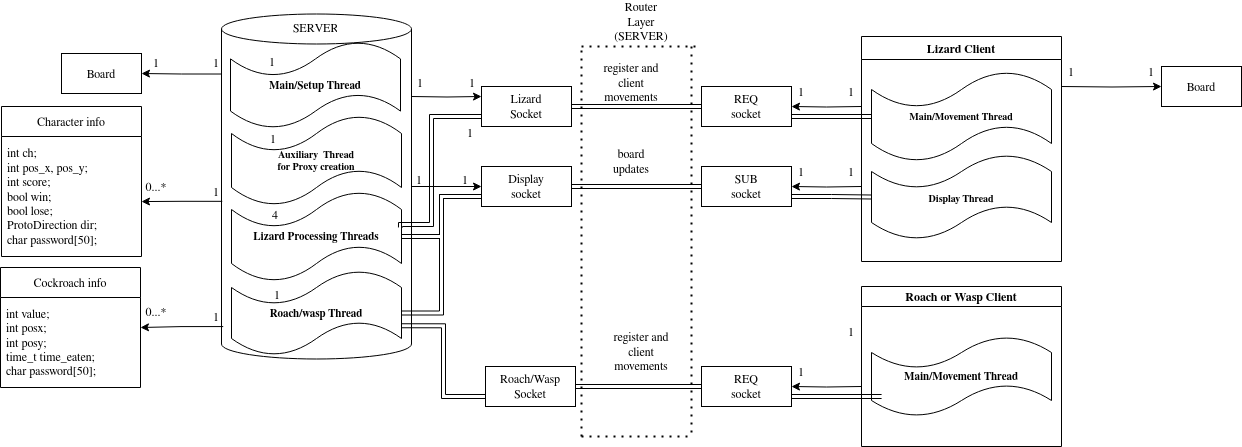 Router
Layer
(SERVER)
SERVER
Board
1
1
1
Main/Setup Thread
Character info
int ch;
int pos_x, pos_y;
int score;
bool win;
bool lose;
ProtoDirection dir;
char password[50];
0...*
1
1
Auxiliary Thread
for Proxy creation
4
Lizard Processing Threads
Cockroach info
int value;
int posx;
int posy;
time_t time_eaten;
char password[50];
0...*
1
1
Roach/wasp Thread
1
1
Lizard
Socket
1
1
1
Display
socket
Roach/Wasp
Socket
register and
client
movements
board
updates
register and
client
movements
REQ
socket
1
1
SUB
socket
1
1
REQ
socket
1
1
Lizard Client
Main/Movement Thread
Display Thread
1
1
Board
Roach or Wasp Client
Main/Movement Thread